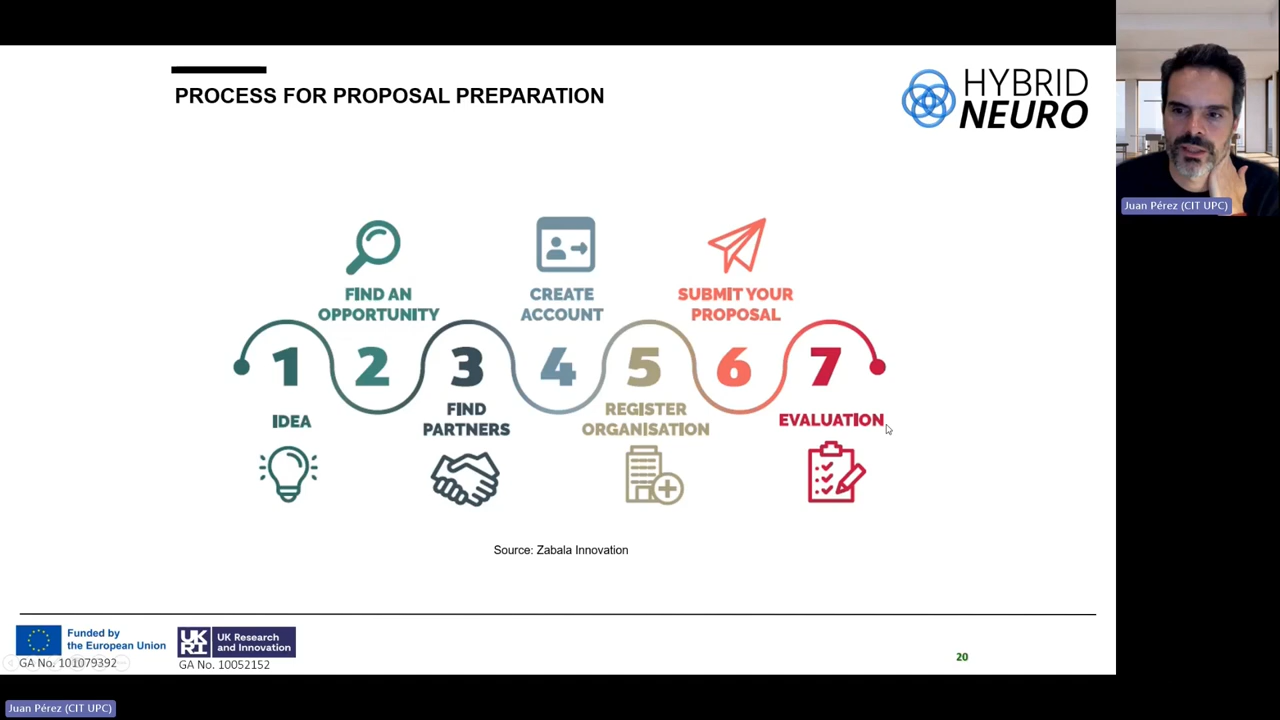 PROCESS FOR PROPOSAL PREPARATION
HYBRID
NEURO
Juan Pérez (CIT UPC)
FIND AN
OPPORTUNITY
CREATE
ACCOUNT
SUBMIT YOUR
PROPOSAL
1 2 3 4 5 6 7
IDEA
FIND
PARTNERS
REGISTER
ORGANISATION
EVALUATION
Source: Zabala Innovation
Funded by
the European Union
UK
RI
UK Research
and Innovation
GA No. 101079392
GA No. 10052152
20
Juan Pérez (CIT UPC)